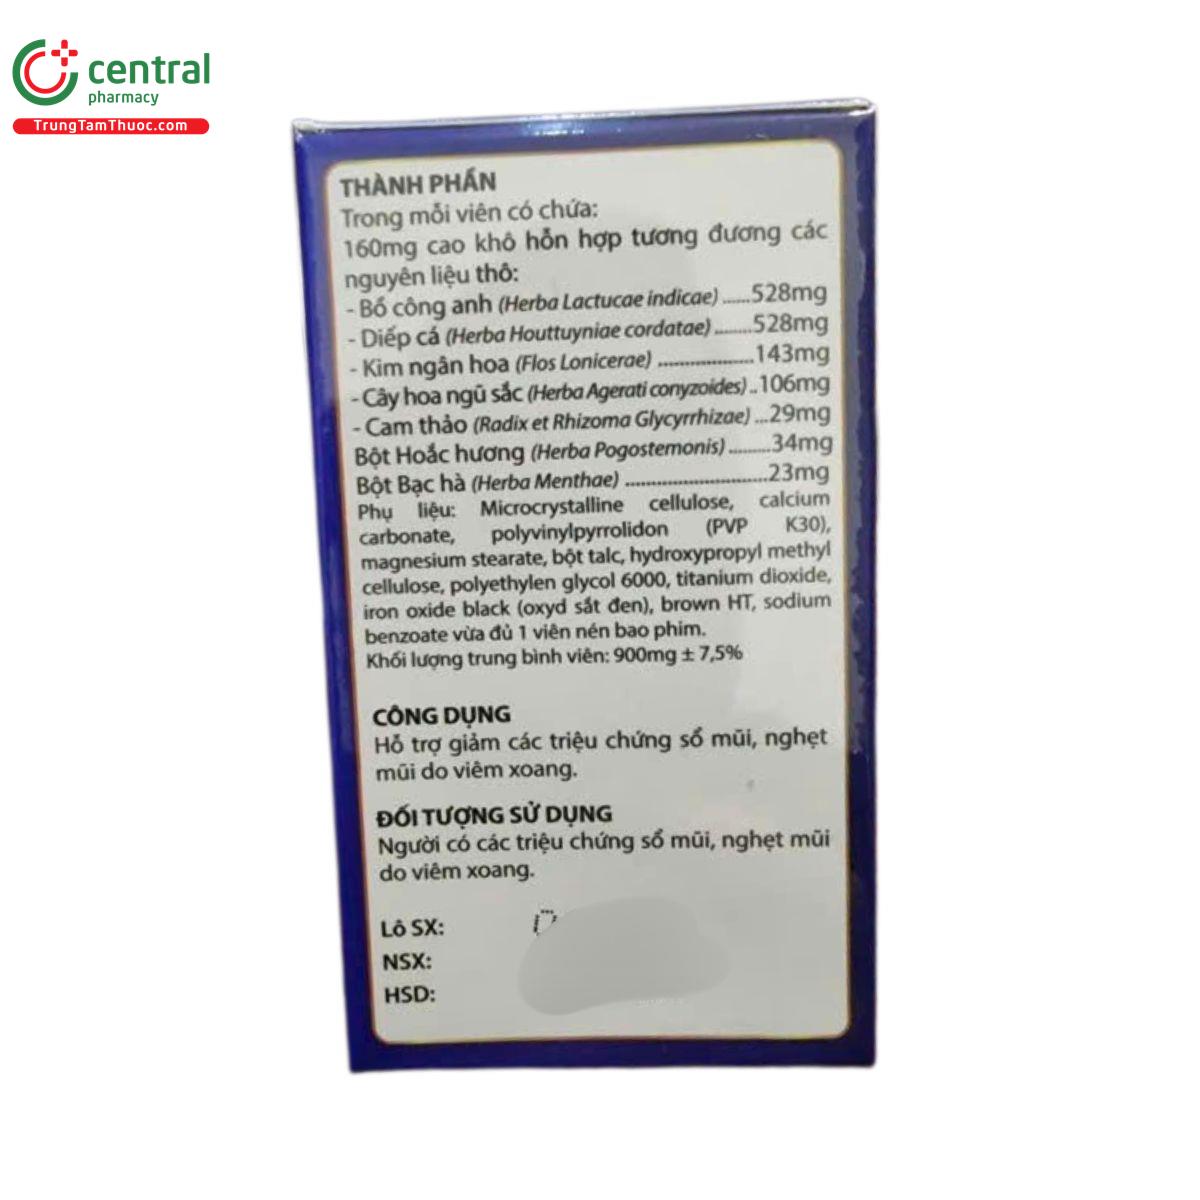 central
pharmacy
TrungTamThuoc.com
THÀNH PHẦN
Trong mỗi viên có chứa:
160mg cao khô hỗn hợp tương đương các
nguyên liệu thô:
- Bồ công anh (Herba Lactucae indicae) ......528mg
- Diếp cá (Herba Houttuyniae cordatae) ........528mg
- Kim ngân hoa (Flos Lonicerae) ....................143mg
- Cây hoa ngũ sắc (Herba Agerati conyzoides) ..106mg
- Cam thảo (Radix et Rhizoma Glycyrrhizae) ...29mg
Bột Hoắc hương (Herba Pogostemonis) .........34mg
Bột Bạc hà (Herba Menthae) ..............................23mg
Phụ liệu: Microcrystalline cellulose, calcium
carbonate, polyvinylpyrrolidon (PVP K30),
magnesium stearate, bột talc, hydroxypropyl methyl
cellulose, polyethylen glycol 6000, titanium dioxide,
iron oxide black (oxyd sắt đen), brown HT, sodium
benzoate vừa đủ 1 viên nén bao phim.
Khối lượng trung bình viên: 900mg ± 7,5%
CÔNG DỤNG
Hỗ trợ giảm các triệu chứng sổ mũi, nghẹt
mũi do viêm xoang.
ĐỐI TƯỢNG SỬ DỤNG
Người có các triệu chứng sổ mũi, nghẹt mũi
do viêm xoang.
Lô SX:
NSX:
HSD: